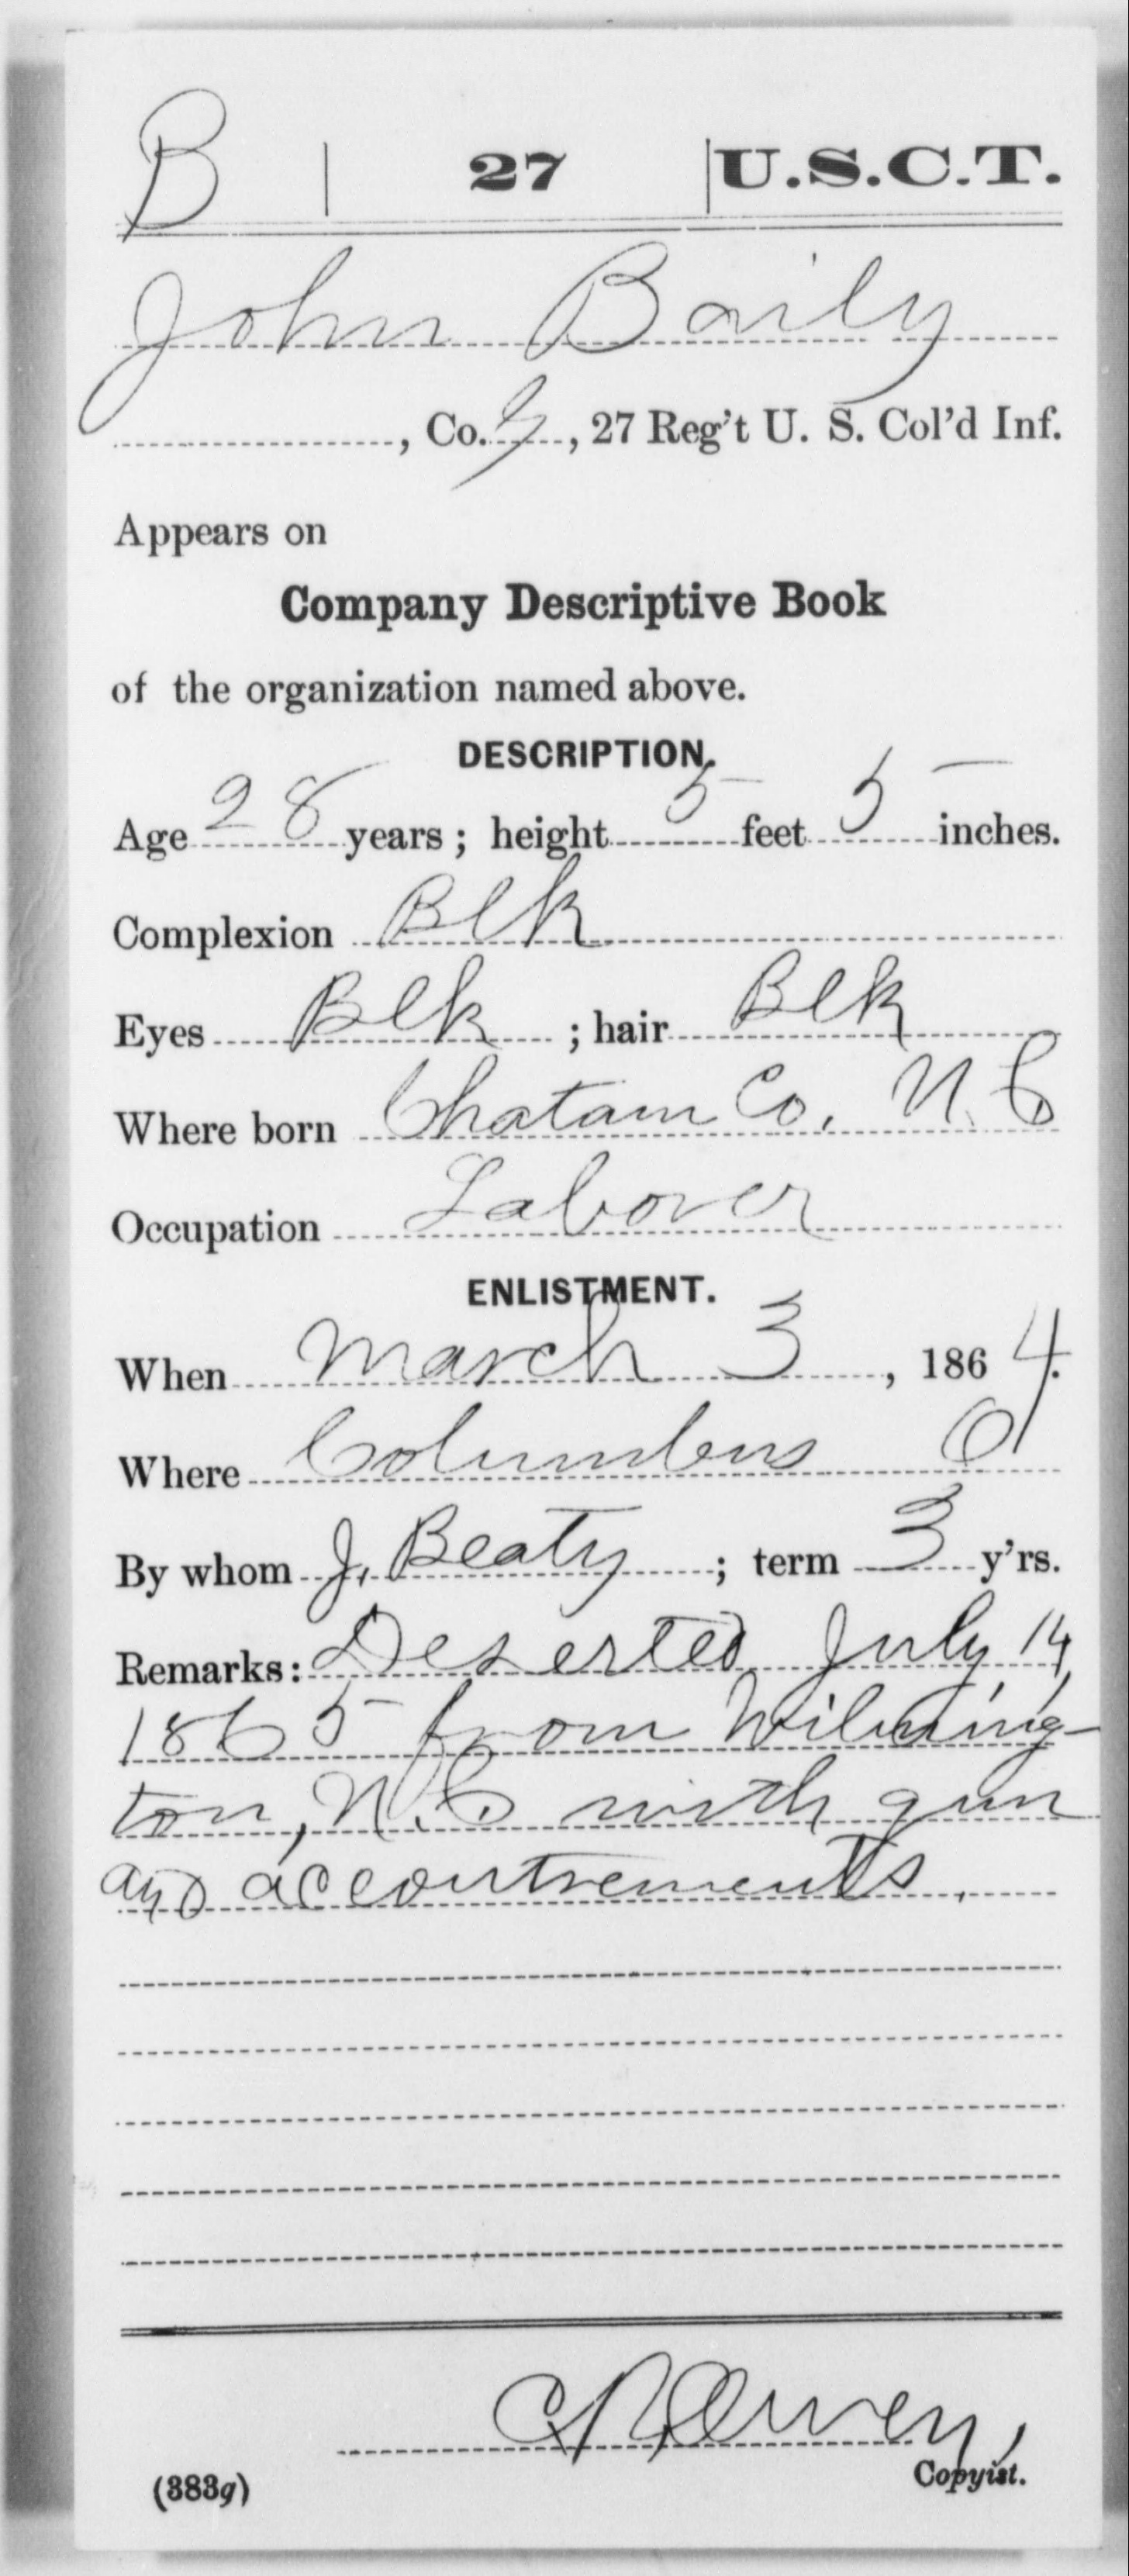 B | 27 | U.S.C.T.
John Baily
, Co. G, 27 Reg't U. S. Col'd Inf.
Appears on
Company Descriptive Book
of the organization named above.
DESCRIPTION.
Age 28 years; height 5 feet 5 inches.
Complexion Blk
Eyes Blk ; hair Blk
Where born Chatam Co. N.C
Occupation Laborer
ENLISTMENT.
When March 3, 1864.
Where Columbus O
By whom J. Beaty; term 3 y'rs.
Remarks: Deserted July 14,
1865 from Wilming-
ton, N.C with gun
and accoutrements.
Copyist.
(383g)